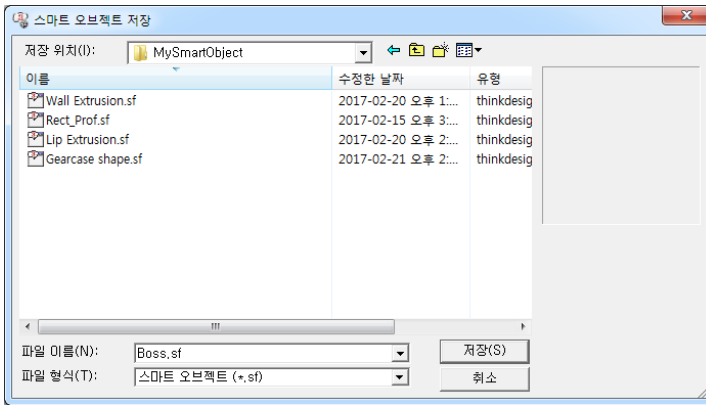 스마트 오브젝트 저장
저장 위치(I): MySmartObject
이름 수정한 날짜 유형
Wall Extrusion.sf 2017-02-20 오후 1:... thinkdesig
Rect_Prof.sf 2017-02-15 오후 3:... thinkdesig
Lip Extrusion.sf 2017-02-20 오후 2:... thinkdesig
Gearcase shape.sf 2017-02-21 오후 2:... thinkdesig
파일 이름(N): Boss.sf 저장(S)
파일 형식(T): 스마트 오브젝트 (*.sf) 취소